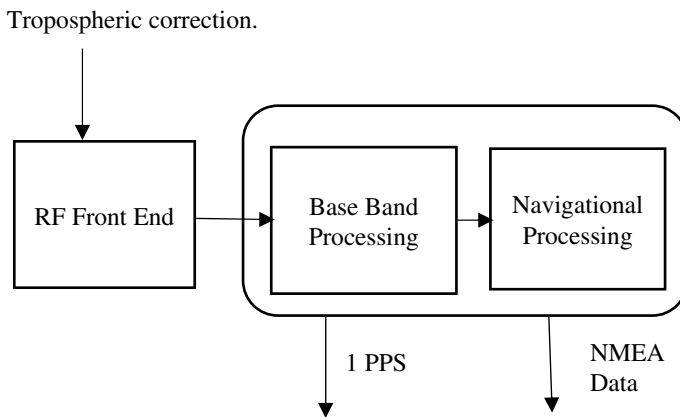 Tropospheric correction.
RF Front End
Base Band
Processing
Navigational
Processing
1 PPS
NMEA
Data